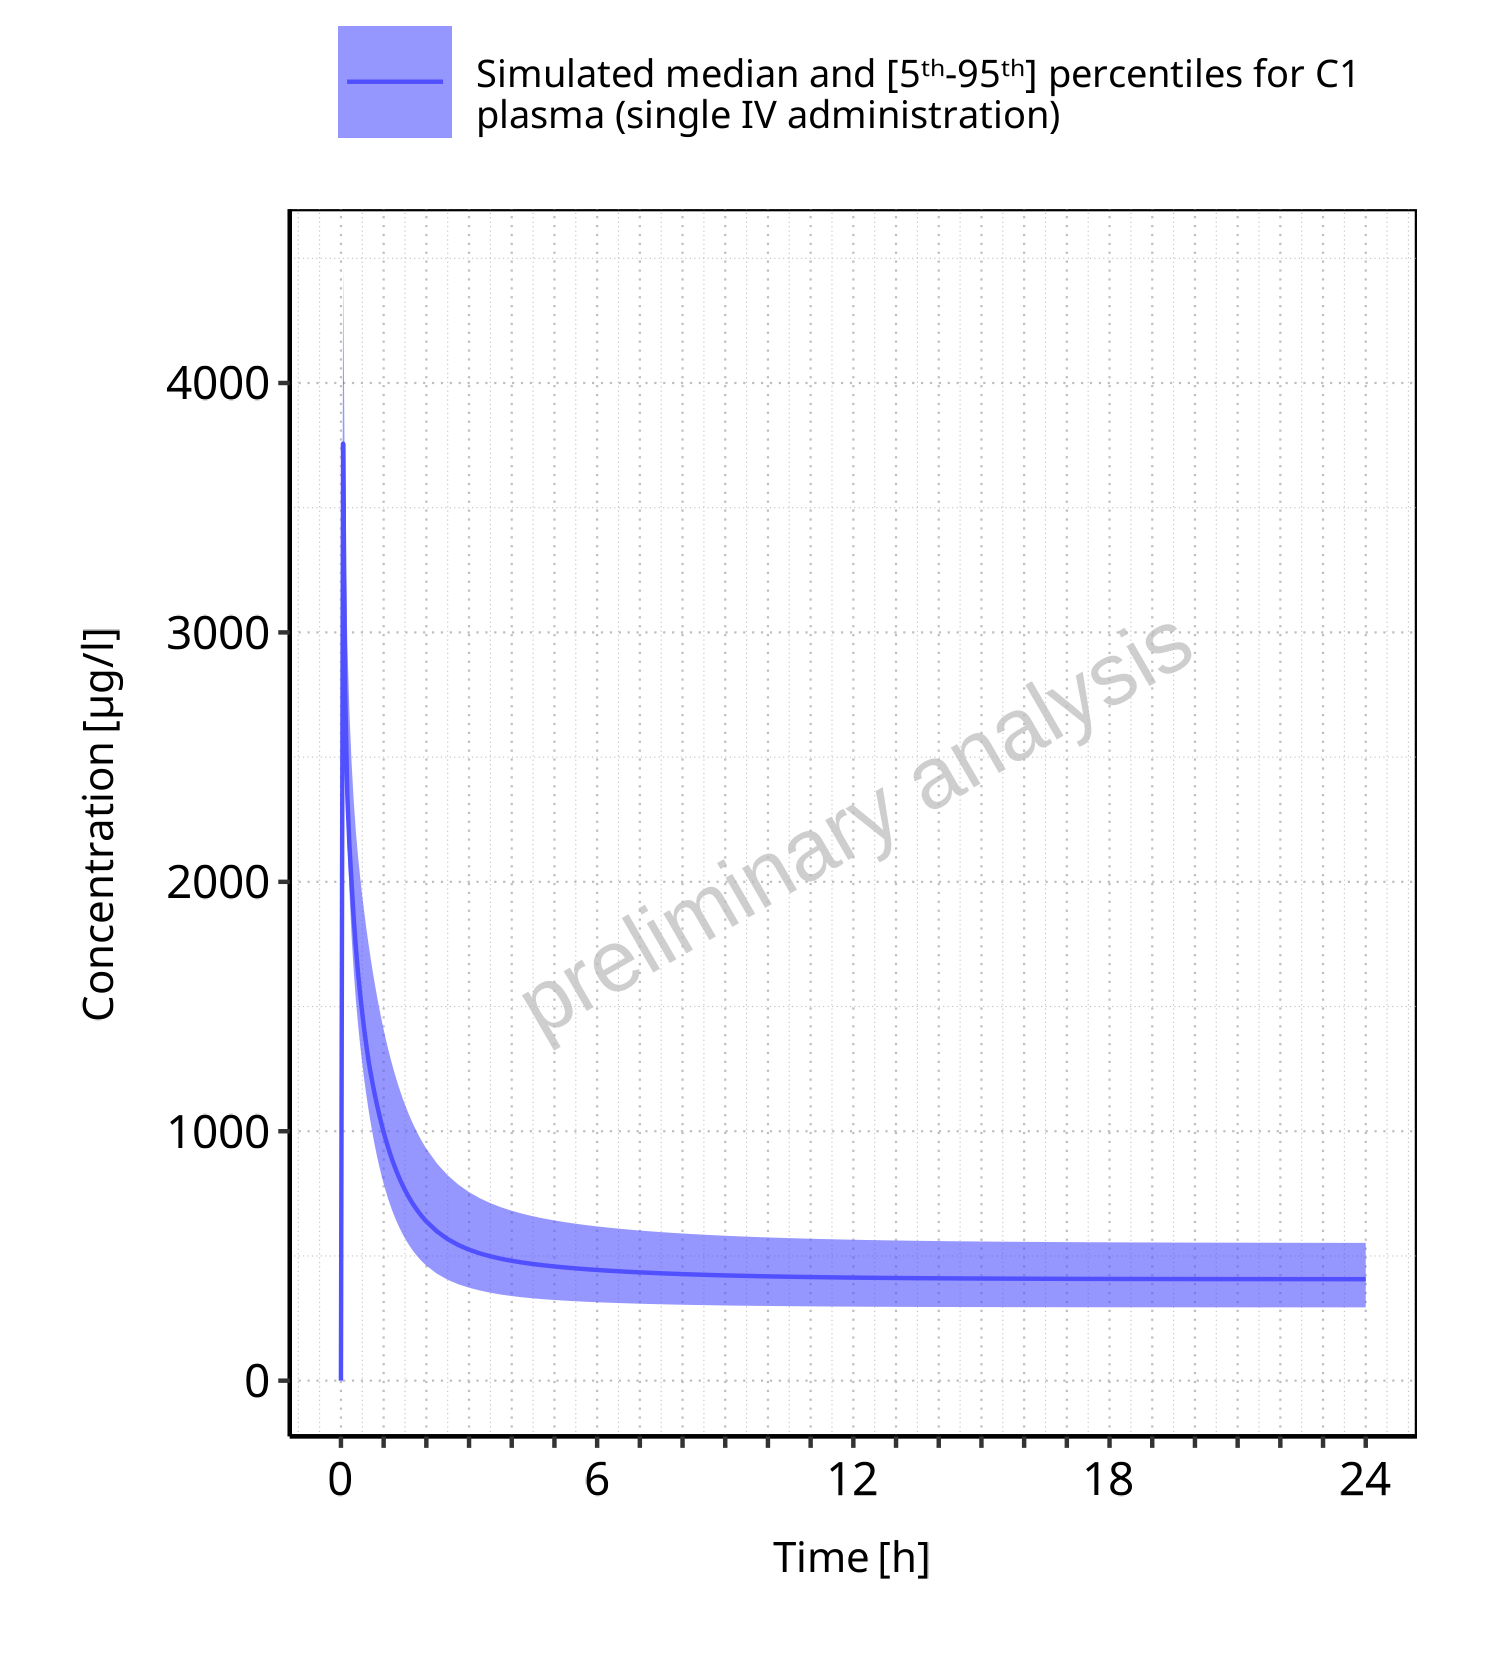 Simulated median and [5ᵗʰ-95ᵗʰ] percentiles for C1
plasma (single IV administration)
4000
3000
2000
1000
0
Concentration [µg/l]
preliminary analysis
0 6 12 18 24
Time [h]